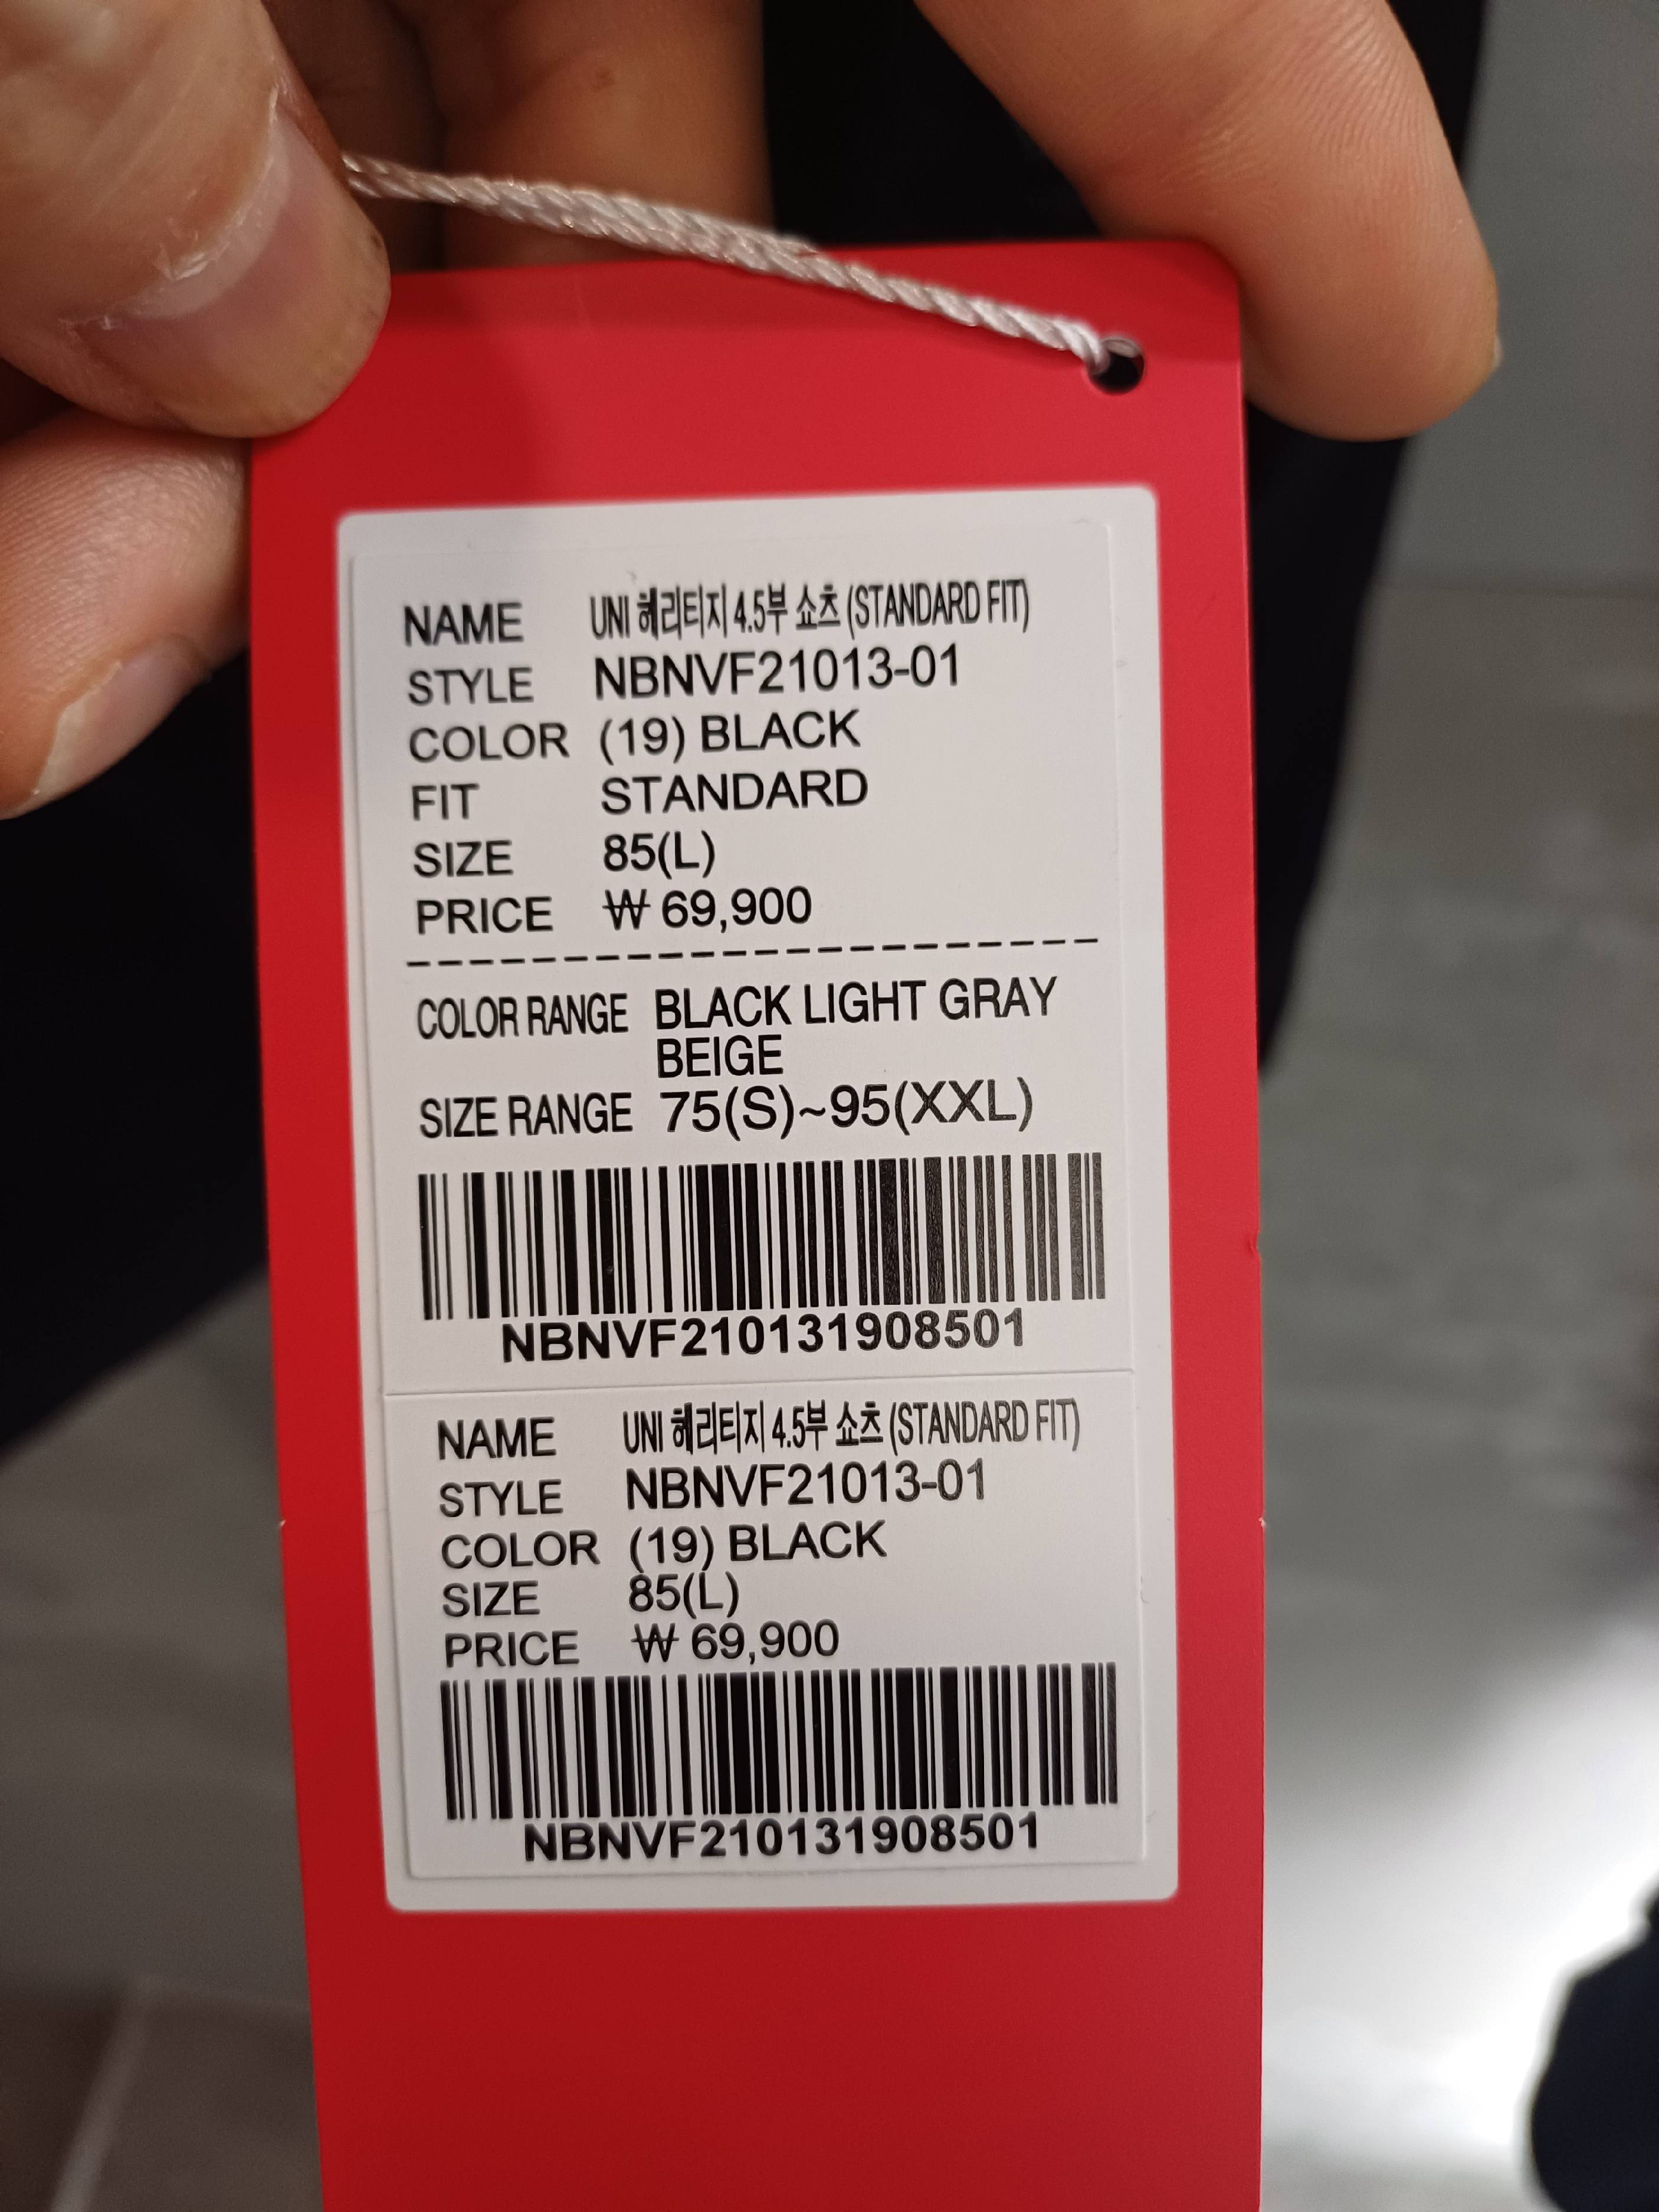 NAME UNI 헤리티지 4.5부 쇼츠 (STANDARD FIT)
STYLE NBNVF21013-01
COLOR (19) BLACK
FIT STANDARD
SIZE 85(L)
PRICE ₩ 69,900
COLOR RANGE BLACK LIGHT GRAY
BEIGE
SIZE RANGE 75(S)~95(XXL)
NBNVF210131908501
NAME UNI 헤리티지 4.5부 쇼츠 (STANDARD FIT)
STYLE NBNVF21013-01
COLOR (19) BLACK
SIZE 85(L)
PRICE ₩ 69,900
NBNVF210131908501